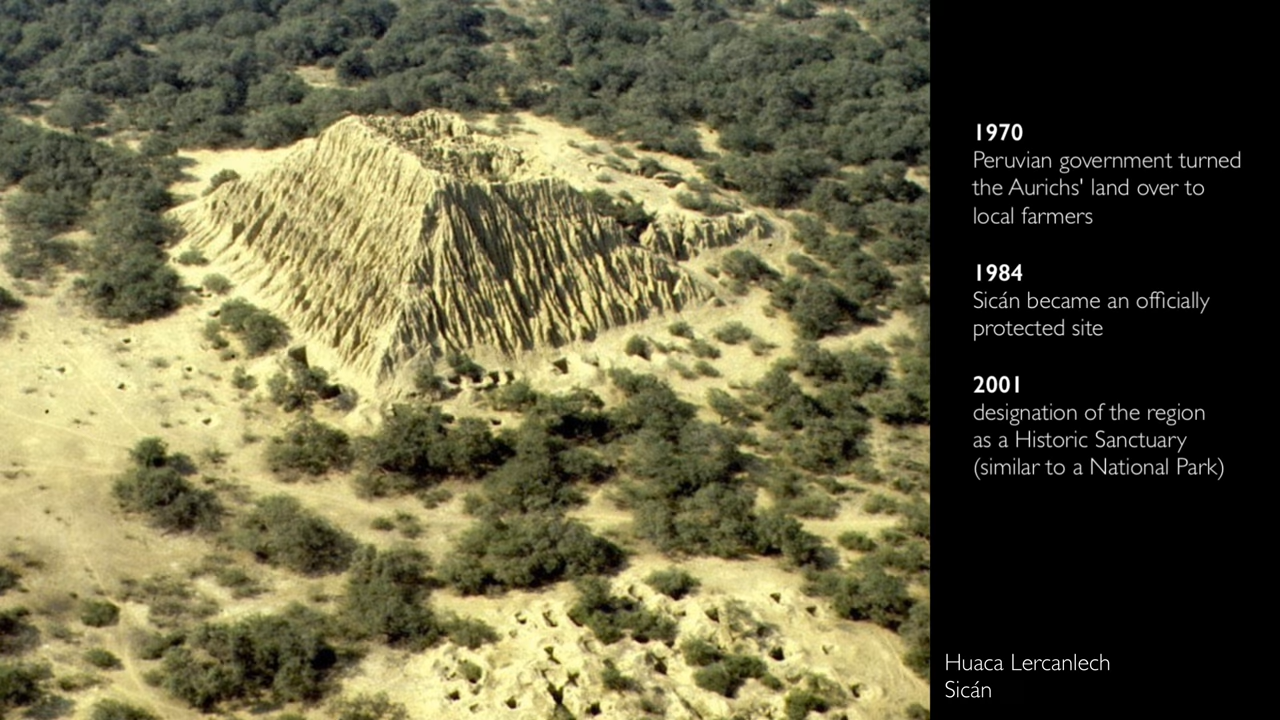 1970
Peruvian government turned
the Aurichs' land over to
local farmers
1984
Sicán became an officially
protected site
2001
designation of the region
as a Historic Sanctuary
(similar to a National Park)
Huaca Lercanlech
Sicán